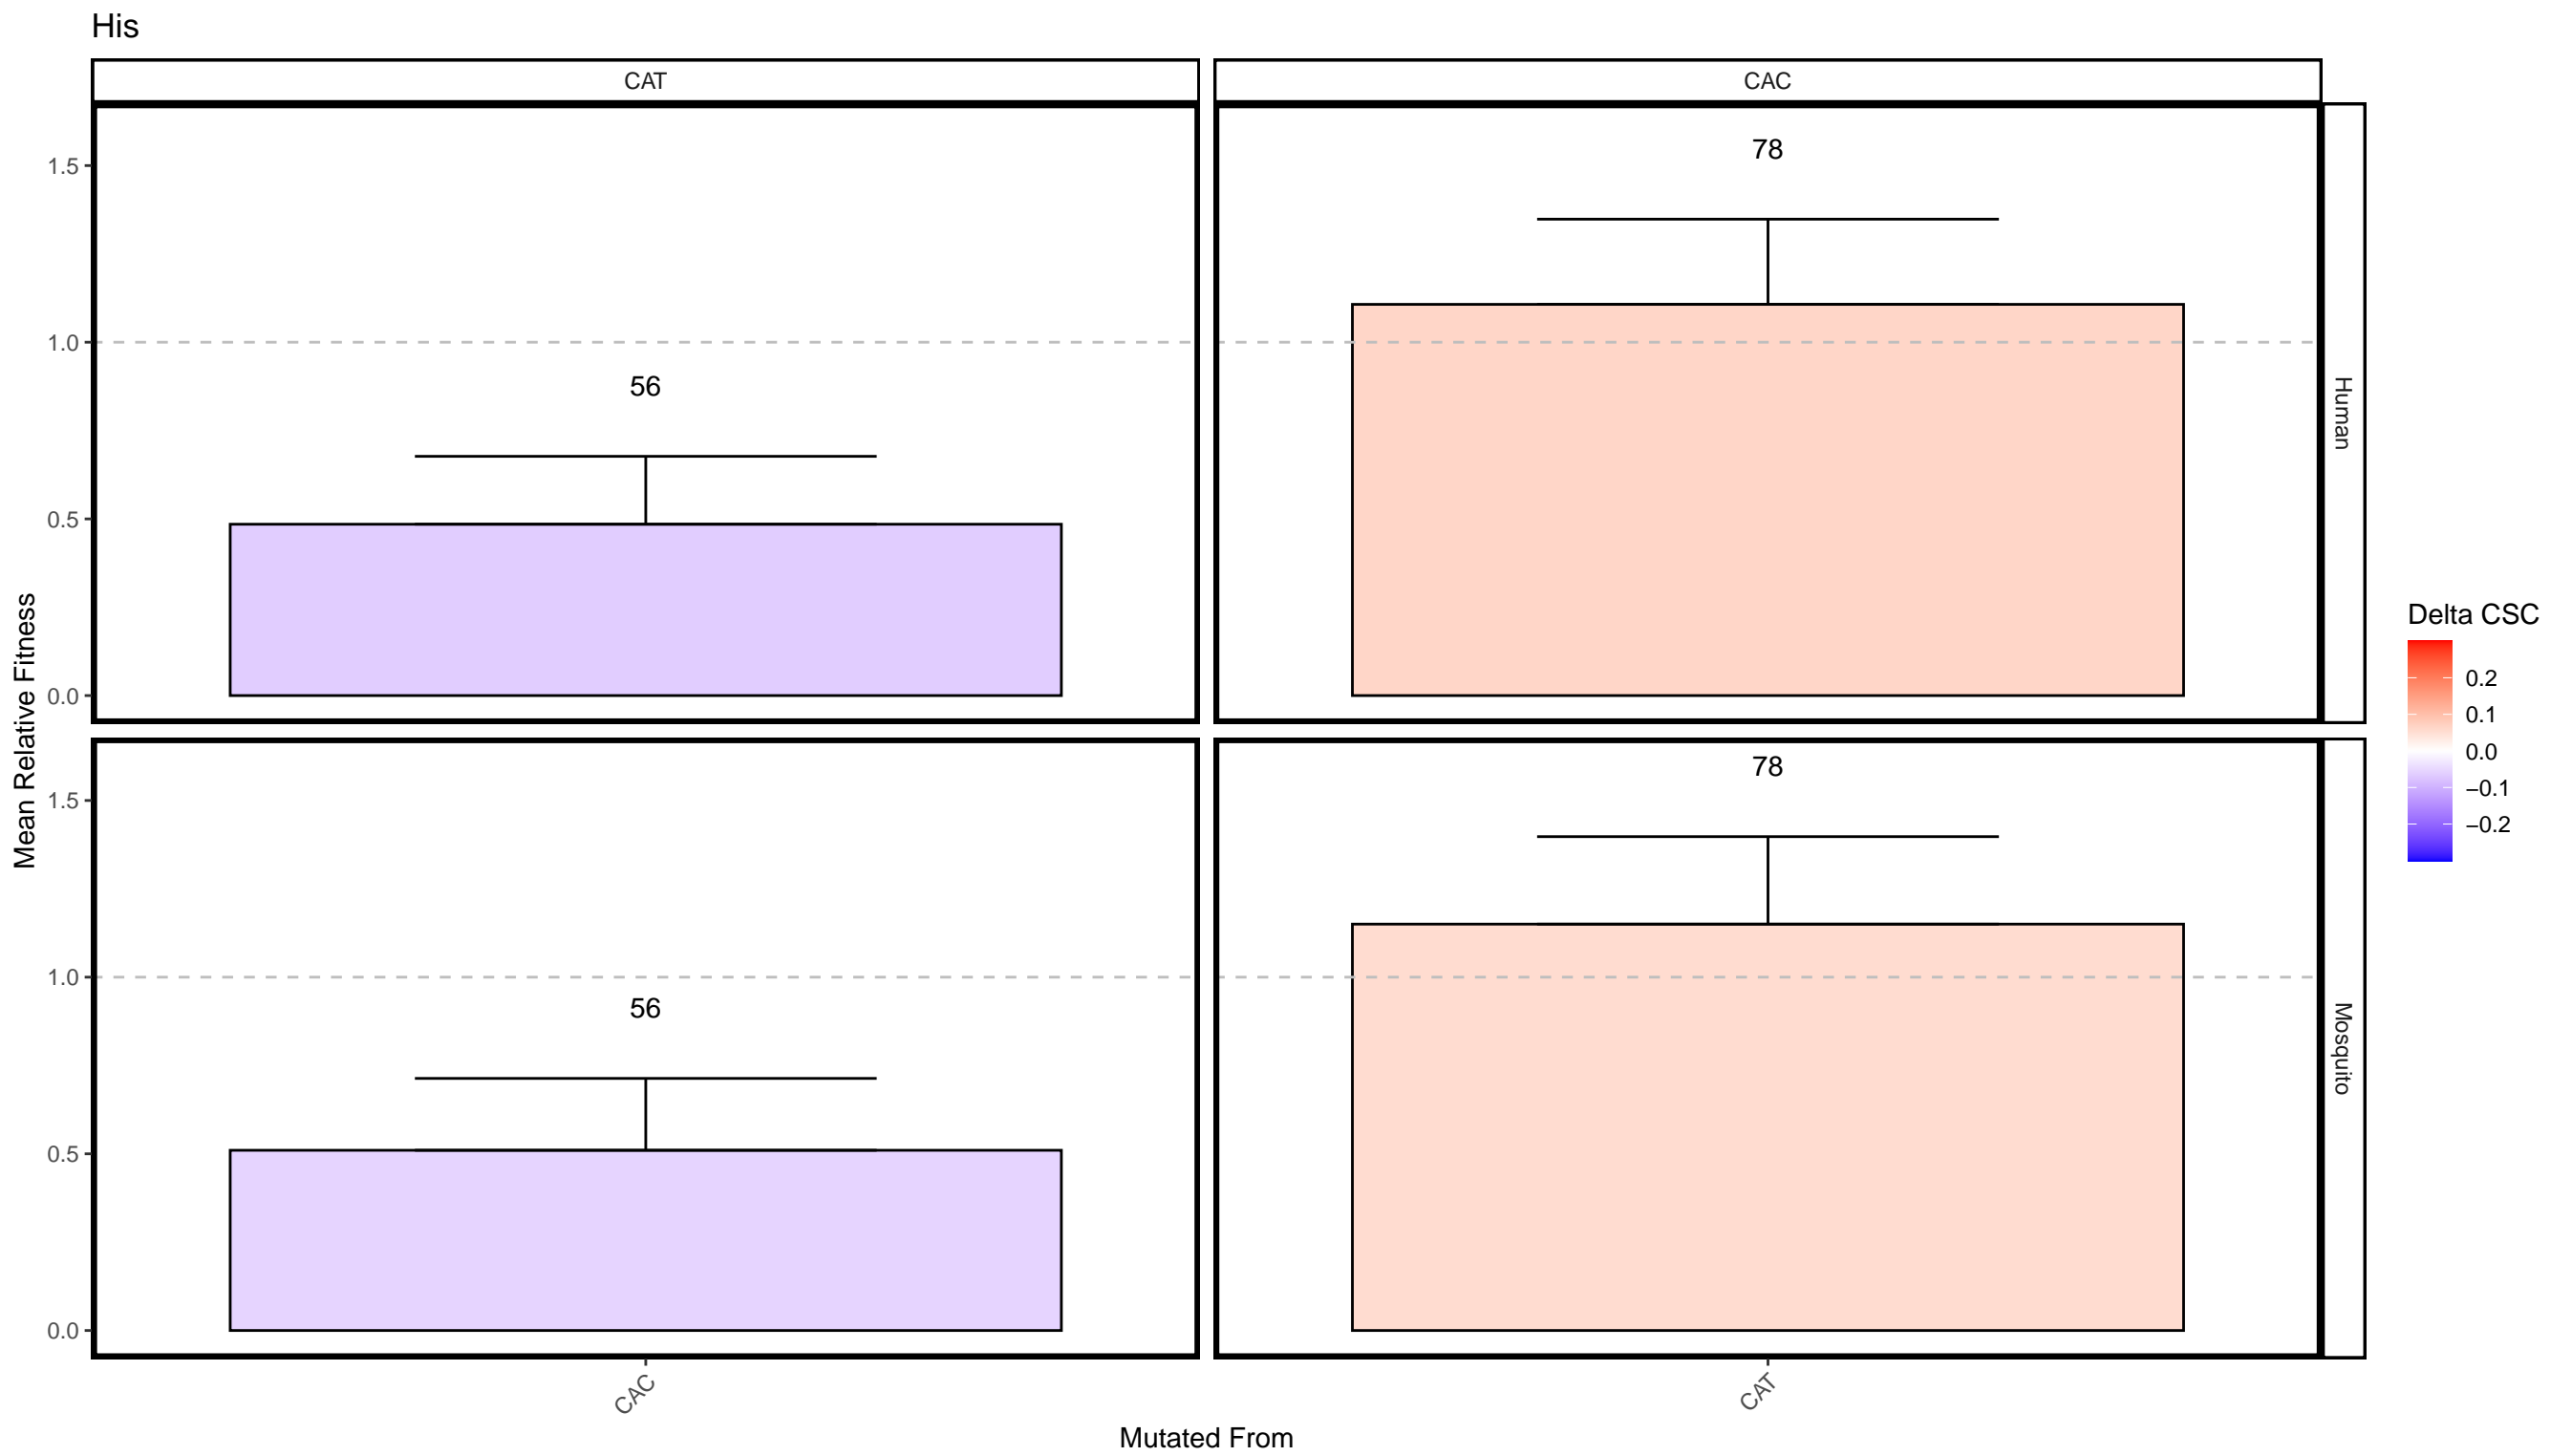 His
CAT
CAC
1.5
1.0
0.5
0.0
56
78
Human
1.5
1.0
0.5
0.0
56
78
Mosquito
Mean Relative Fitness
CAC
CAT
Mutated From
Delta CSC
0.2
0.1
0.0
−0.1
−0.2